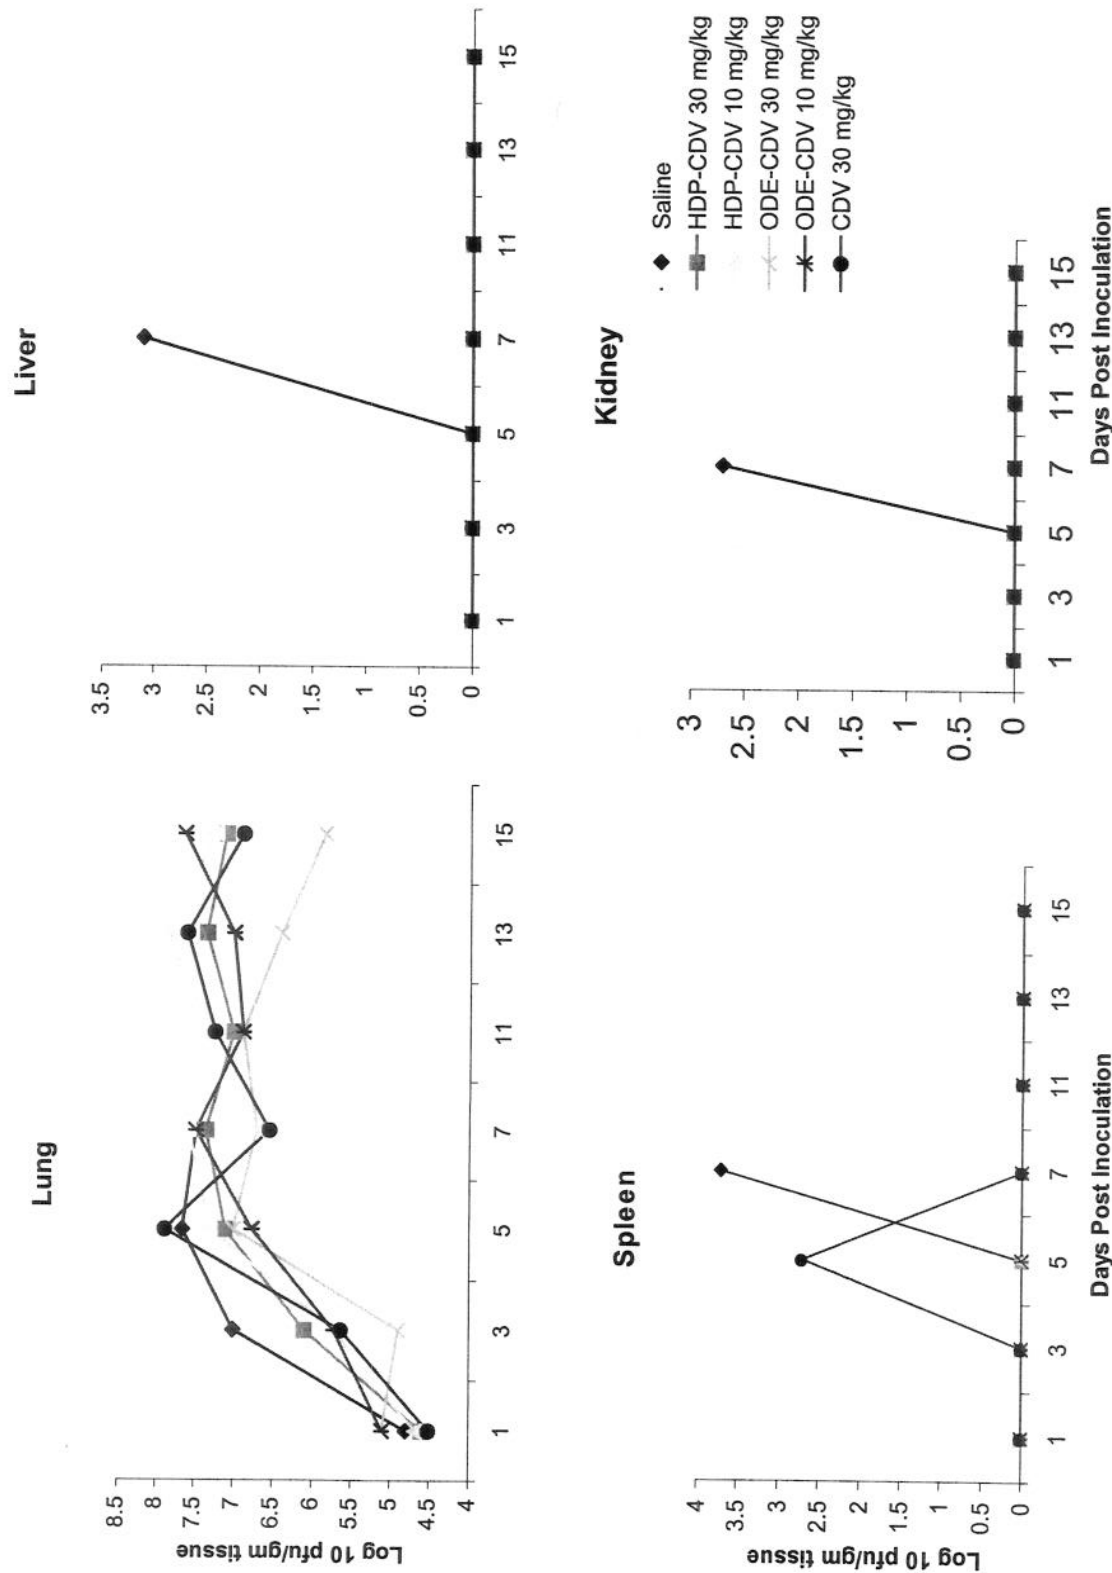 Lung
8.5
8
7.5
7
6.5
6
5.5
5
4.5
4
Log 10 pfu/gm tissue
1 3 5 7 11 13 15
Liver
3.5
3
2.5
2
1.5
1
0.5
0
1 3 5 7 11 13 15
Spleen
4
3.5
3
2.5
2
1.5
1
0.5
0
Log 10 pfu/gm tissue
1 3 5 7 11 13 15
Days Post Inoculation
Kidney
3
2.5
2
1.5
1
0.5
0
1 3 5 7 11 13 15
Days Post Inoculation
Saline
HDP-CDV 30 mg/kg
HDP-CDV 10 mg/kg
ODE-CDV 30 mg/kg
ODE-CDV 10 mg/kg
CDV 30 mg/kg